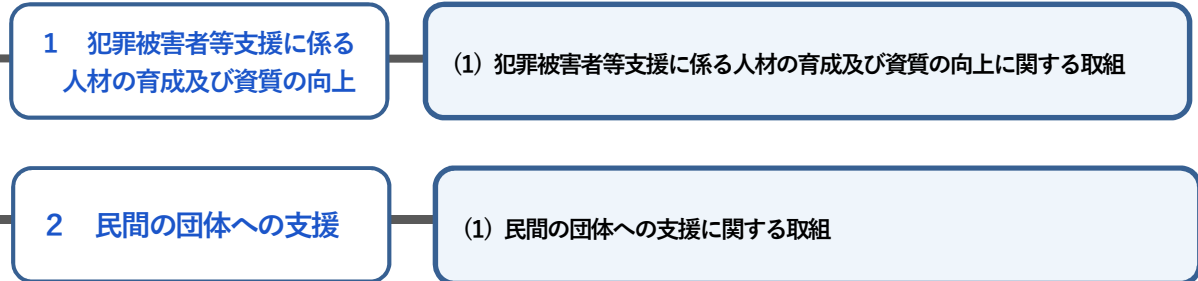 1　犯罪被害者等支援に係る
人材の育成及び資質の向上
（1）犯罪被害者等支援に係る人材の育成及び資質の向上に関する取組
2　民間の団体への支援
（1）民間の団体への支援に関する取組